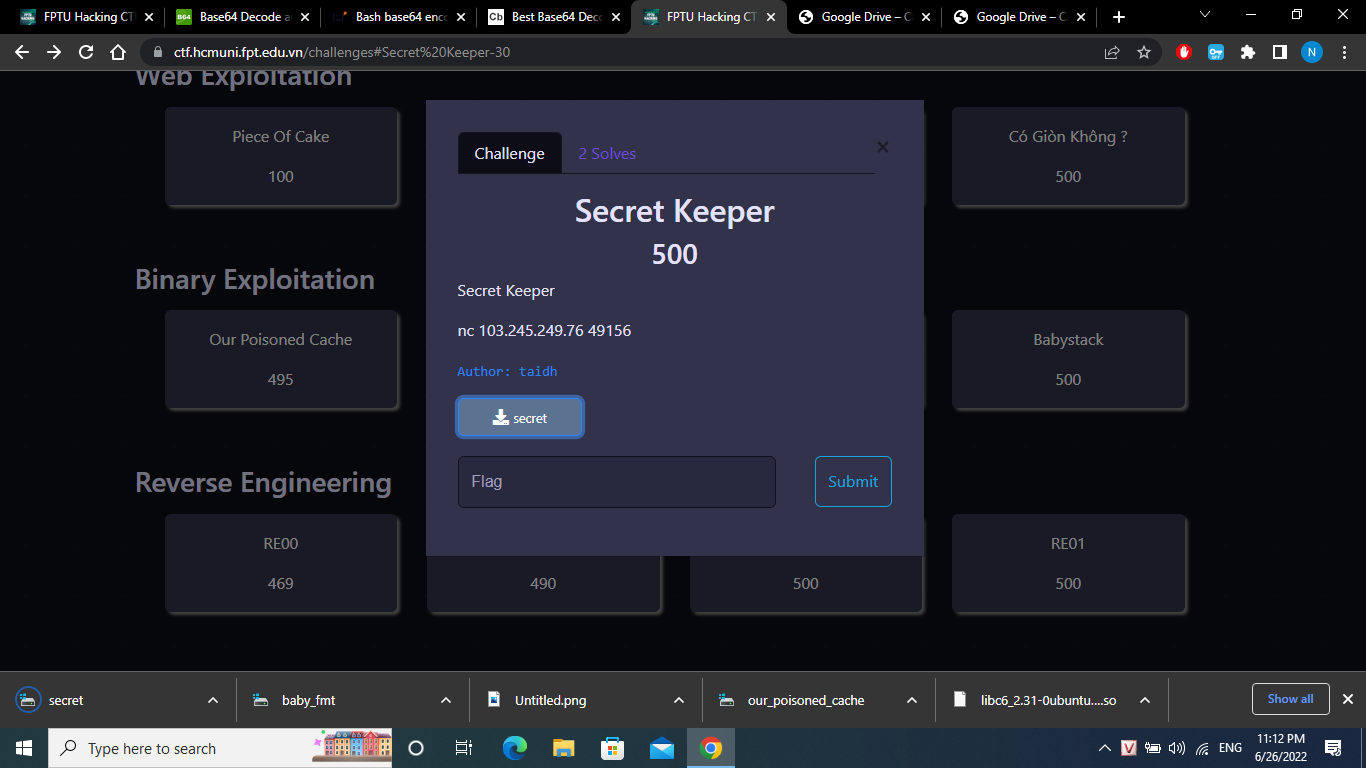 FPTU Hacking CT
Base64 Decode a
Bash base64 enc
Best Base64 Dec
FPTU Hacking CT
Google Drive – C
Google Drive – C
ctf.hcmuni.fpt.edu.vn/challenges#Secret%20Keeper-30
N
Web Exploitation
Piece Of Cake
100
Có Giòn Không ?
500
Challenge
2 Solves
×
Secret Keeper
500
Secret Keeper
nc 103.245.249.76 49156
Author: taidh
secret
Flag
Submit
Binary Exploitation
Our Poisoned Cache
495
Babystack
500
Reverse Engineering
RE00
469
490
500
RE01
500
secret
baby_fmt
Untitled.png
our_poisoned_cache
libc6_2.31-0ubuntu....so
Show all
Type here to search
V
ENG
11:12 PM
6/26/2022